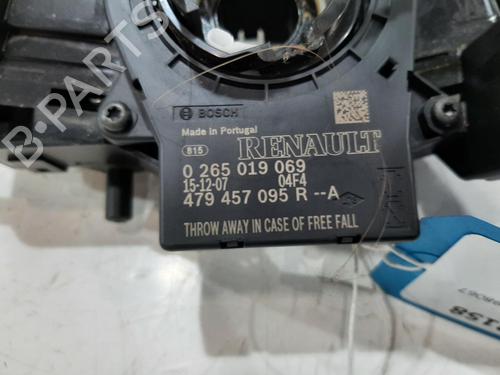 BOSCH
Made in Portugal
815
RENAULT
0 265 019 069
15-12-07 04F4
479 457 095 R --A
THROW AWAY IN CASE OF FREE FALL
B-PARTS
1158